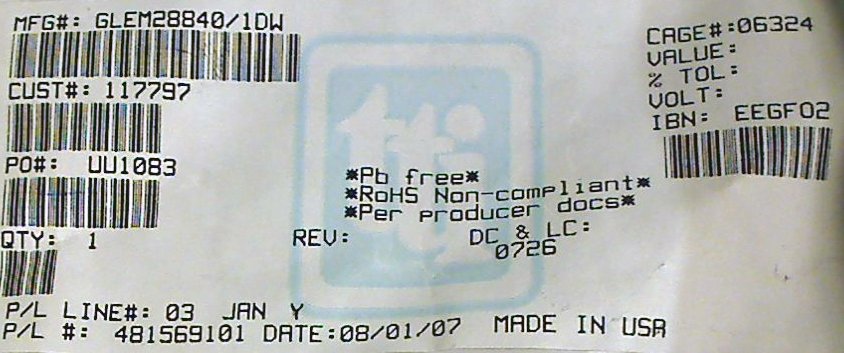 MFG#: GLEM28840/1DW
CAGE#:06324
VALUE:
% TOL:
VOLT:
IBN: EEGF02
CUST#: 117797
PO#: UU1083
tti
*Pb free*
*RoHS Non-compliant*
*Per producer docs*
QTY: 1 REV: DC & LC:
0726
P/L LINE#: 03 JAN Y
P/L #: 481569101 DATE:08/01/07 MADE IN USA